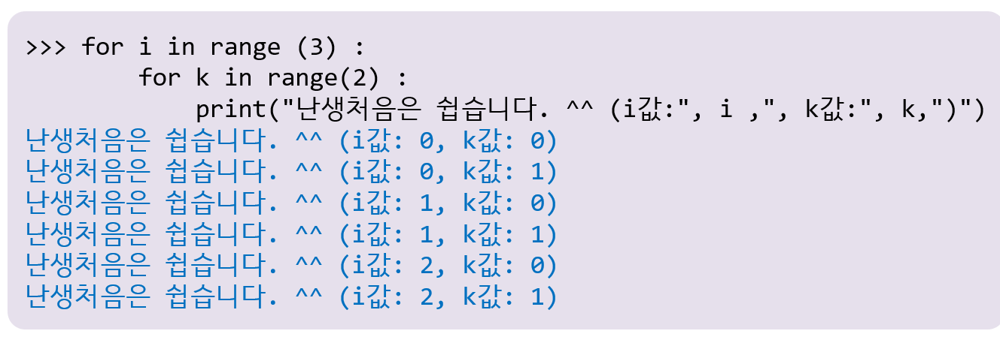 >>> for i in range (3) :
        for k in range(2) :
            print("난생처음은 쉽습니다. ^^ (i값:", i ,", k값:", k,")")
난생처음은 쉽습니다. ^^ (i값: 0, k값: 0)
난생처음은 쉽습니다. ^^ (i값: 0, k값: 1)
난생처음은 쉽습니다. ^^ (i값: 1, k값: 0)
난생처음은 쉽습니다. ^^ (i값: 1, k값: 1)
난생처음은 쉽습니다. ^^ (i값: 2, k값: 0)
난생처음은 쉽습니다. ^^ (i값: 2, k값: 1)